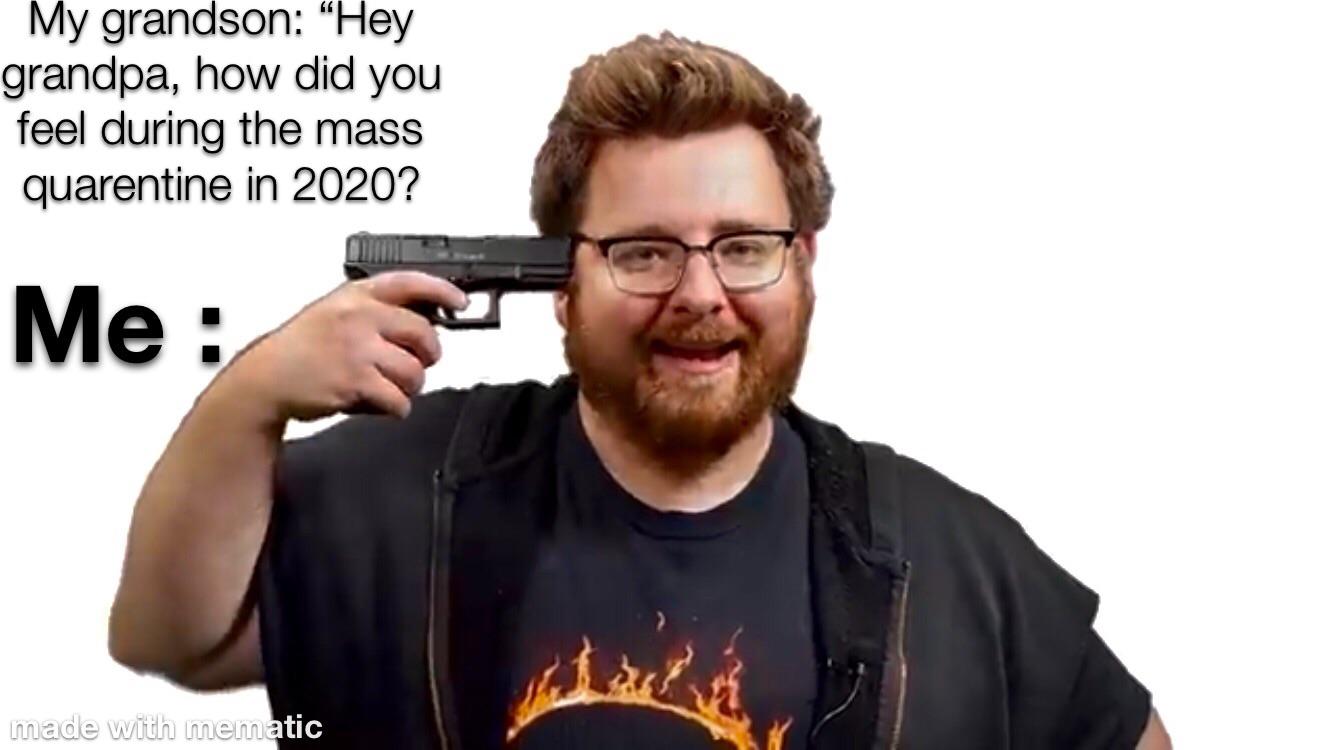 My grandson: “Hey
grandpa, how did you
feel during the mass
quarentine in 2020?
Me :
made with mematic